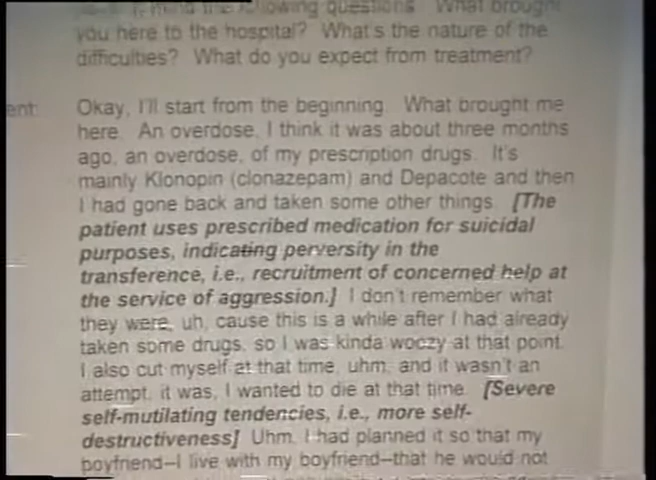 the following questions. What brought
you here to the hospital? What's the nature of the
difficulties? What do you expect from treatment?
ent: Okay, I'll start from the beginning. What brought me
here. An overdose, I think it was about three months
ago, an overdose, of my prescription drugs. It's
mainly Klonopin (clonazepam) and Depacote and then
I had gone back and taken some other things. [The
patient uses prescribed medication for suicidal
purposes, indicating perversity in the
transference, i.e., recruitment of concerned help at
the service of aggression.] I don't remember what
they were, uh, cause this is a while after I had already
taken some drugs, so I was kinda woozy at that point.
I also cut myself at that time, uhm, and it wasn't an
attempt, it was, I wanted to die at that time. [Severe
self-mutilating tendencies, i.e., more self-
destructiveness] Uhm, I had planned it so that my
boyfriend--I live with my boyfriend--that he would not